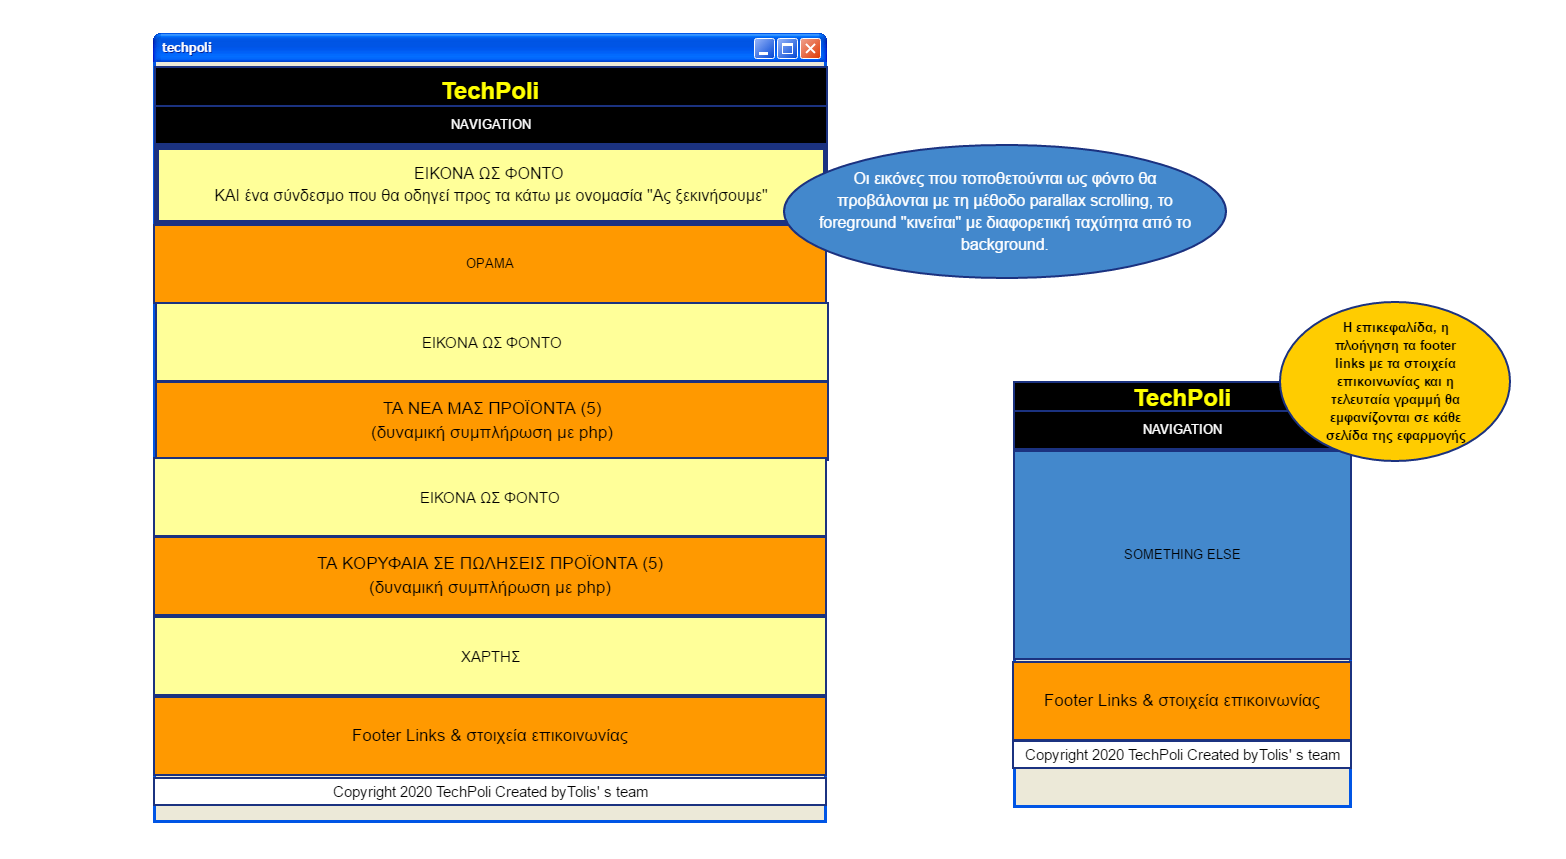 techpoli
TechPoli
NAVIGATION
ΕΙΚΟΝΑ ΩΣ ΦΟΝΤΟ
ΚΑΙ ένα σύνδεσμο που θα οδηγεί προς τα κάτω με ονομασία "Ας ξεκινήσουμε"
ΟΡΑΜΑ
ΕΙΚΟΝΑ ΩΣ ΦΟΝΤΟ
ΤΑ ΝΕΑ ΜΑΣ ΠΡΟΪΟΝΤΑ (5)
(δυναμική συμπλήρωση με php)
ΕΙΚΟΝΑ ΩΣ ΦΟΝΤΟ
ΤΑ ΚΟΡΥΦΑΙΑ ΣΕ ΠΩΛΗΣΕΙΣ ΠΡΟΪΟΝΤΑ (5)
(δυναμική συμπλήρωση με php)
ΧΑΡΤΗΣ
Footer Links & στοιχεία επικοινωνίας
Copyright 2020 TechPoli Created byTolis' s team
Οι εικόνες που τοποθετούνται ως φόντο θα
προβάλονται με τη μέθοδο parallax scrolling, το
foreground "κινείται" με διαφορετική ταχύτητα από το
background.
Η επικεφαλίδα, η
πλοήγηση τα footer
links με τα στοιχεία
επικοινωνίας και η
τελευταία γραμμή θα
εμφανίζονται σε κάθε
σελίδα της εφαρμογής
TechPoli
NAVIGATION
SOMETHING ELSE
Footer Links & στοιχεία επικοινωνίας
Copyright 2020 TechPoli Created byTolis' s team